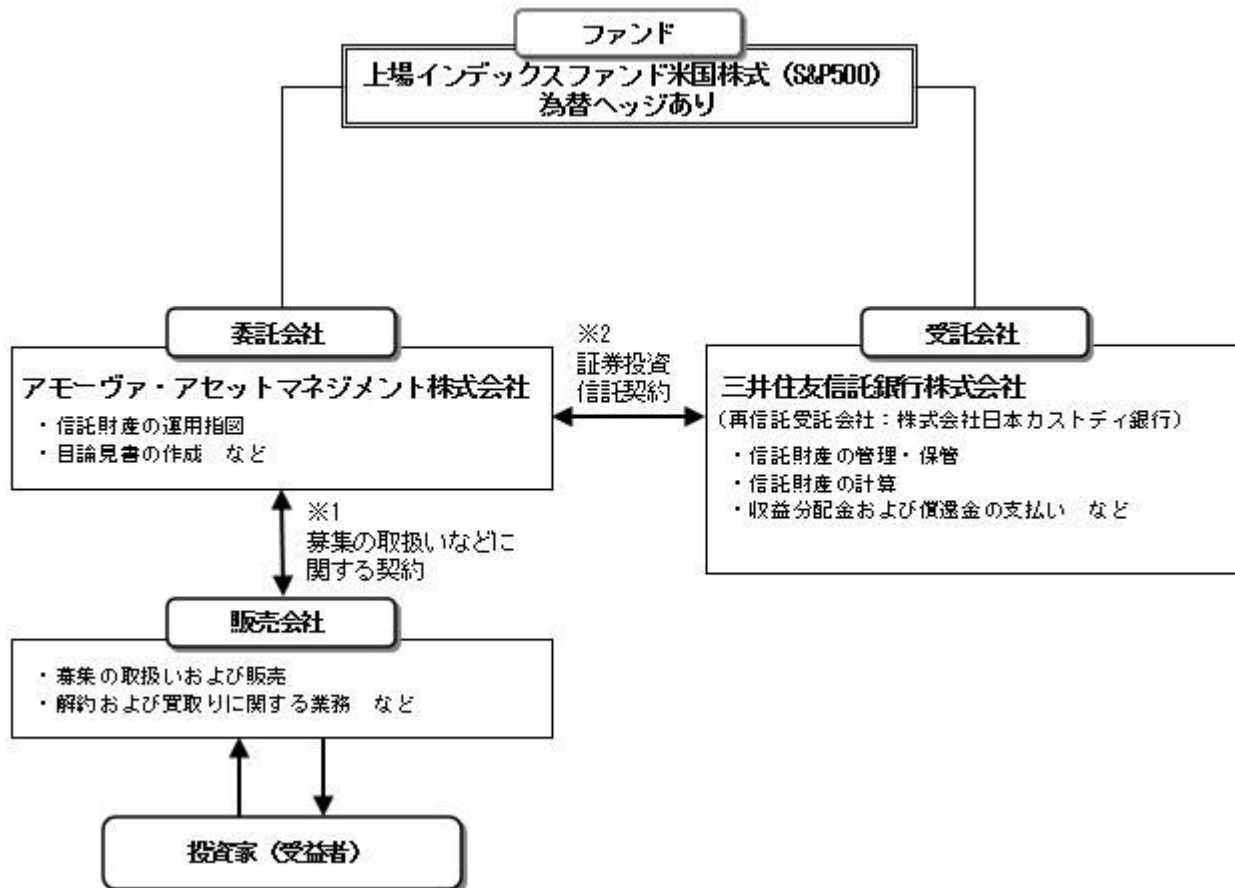 ファンド
上場インデックスファンド米国株式（S&P500）
為替ヘッジあり
委託会社
アモーヴァ・アセットマネジメント株式会社
・信託財産の運用指図
・目論見書の作成　など
※2
証券投資
信託契約
受託会社
三井住友信託銀行株式会社
（再信託受託会社：株式会社日本カストディ銀行）
・信託財産の管理・保管
・信託財産の計算
・収益分配金および償還金の支払い　など
※1
募集の取扱いなどに
関する契約
販売会社
・募集の取扱いおよび販売
・解約および買取りに関する業務　など
投資家（受益者）